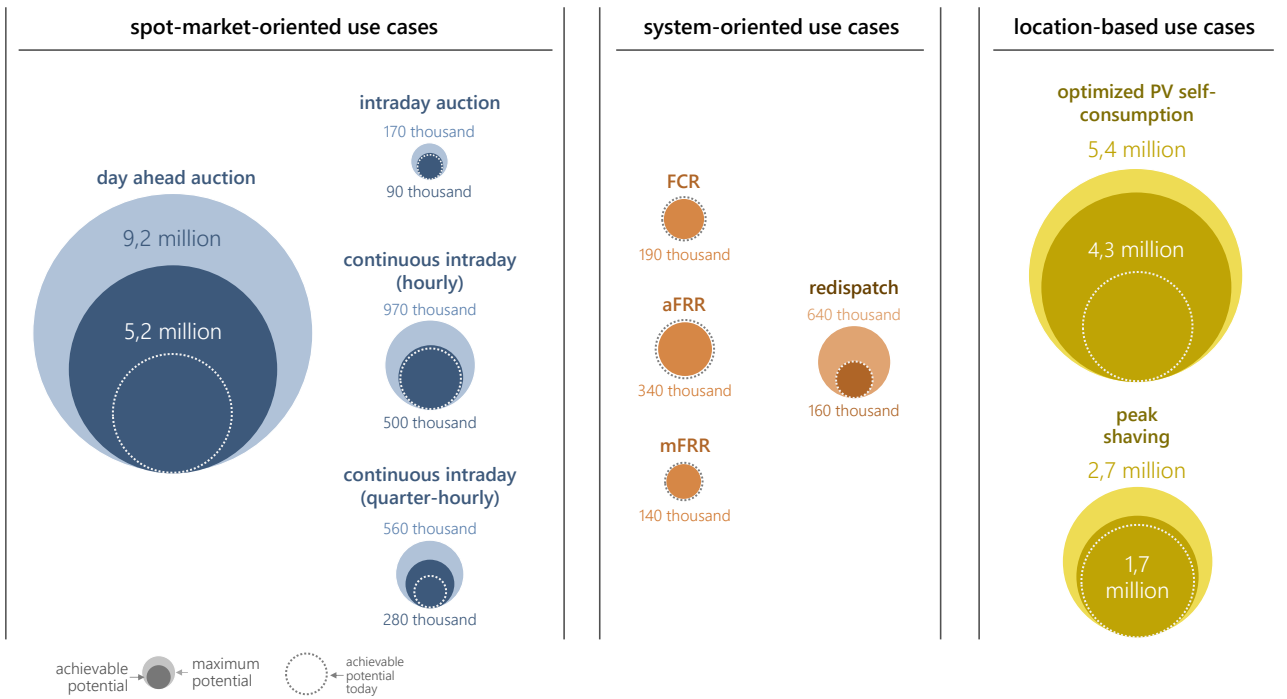 spot-market-oriented use cases
intraday auction
170 thousand
90 thousand
day ahead auction
9,2 million
5,2 million
continuous intraday
(hourly)
970 thousand
500 thousand
continuous intraday
(quarter-hourly)
560 thousand
280 thousand
system-oriented use cases
FCR
190 thousand
aFRR
340 thousand
mFRR
140 thousand
redispatch
640 thousand
160 thousand
location-based use cases
optimized PV self-
consumption
5,4 million
4,3 million
peak
shaving
2,7 million
1,7
million
achievable
potential
maximum
potential
achievable
potential
today